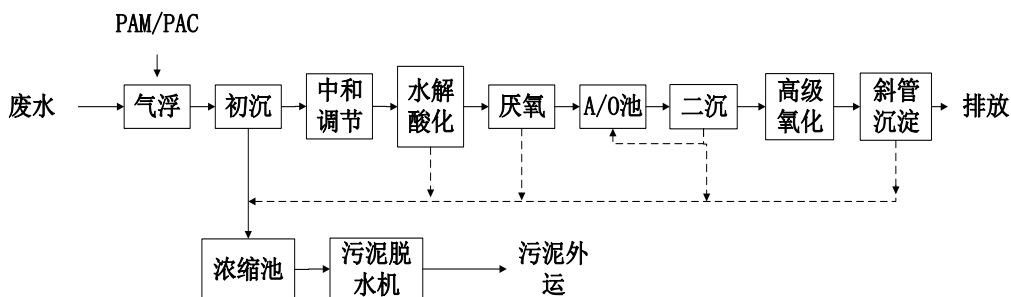 PAM/PAC
废水
气浮
初沉
中和
调节
水解
酸化
厌氧
A/O池
二沉
高级
氧化
斜管
沉淀
排放
浓缩池
污泥脱
水机
污泥外
运